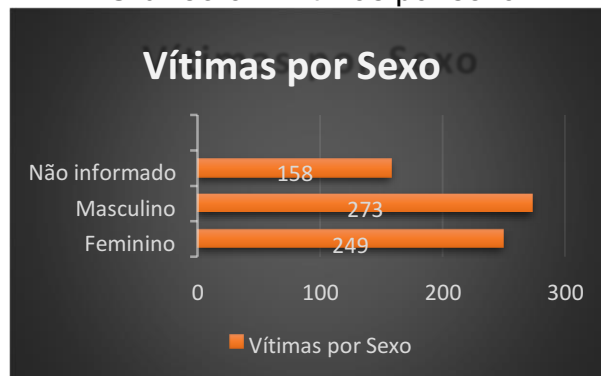 Vítimas por Sexo
Não informado
158
Masculino
273
Feminino
249
0 100 200 300
Vítimas por Sexo